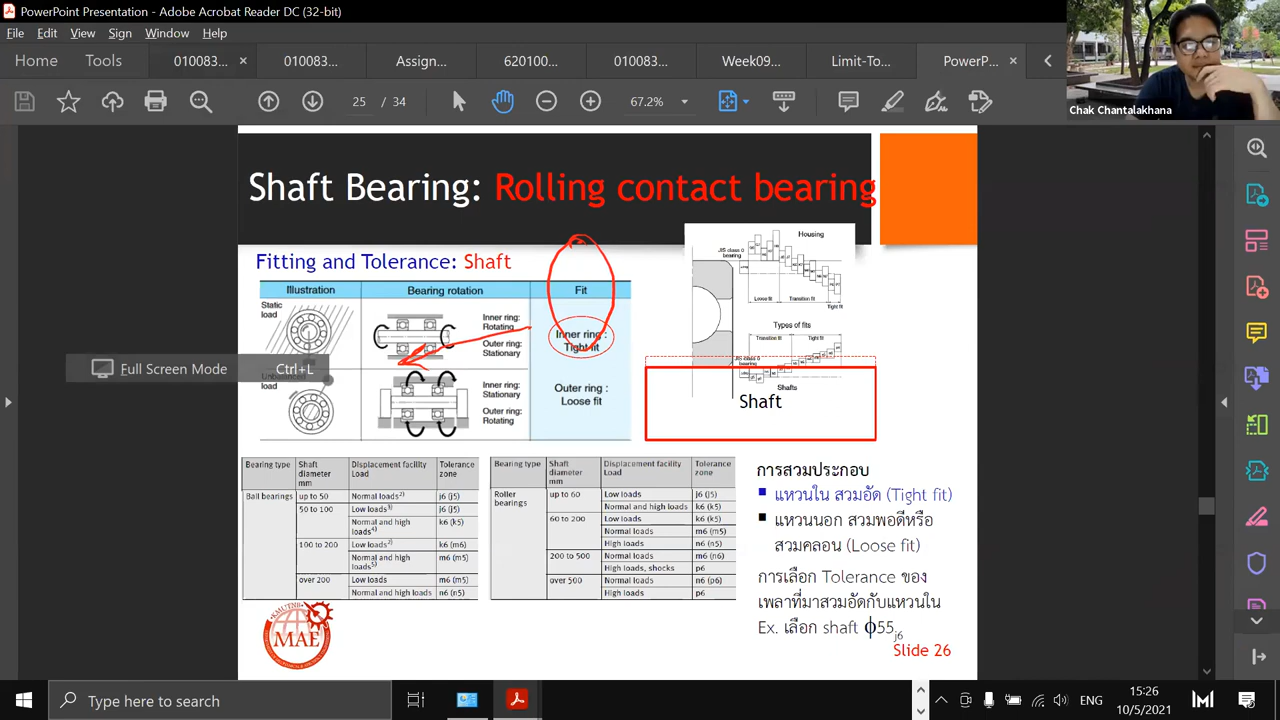 PowerPoint Presentation - Adobe Acrobat Reader DC (32-bit)
File Edit View Sign Window Help
Home Tools 010083... 010083... Assign... 620100... 010083... Week09... Limit-To... PowerP...
25 / 34 67.2%
Chak Chantalakhana
Shaft Bearing: Rolling contact bearing
Fitting and Tolerance: Shaft
Illustration Bearing rotation Fit
Static
load
Inner ring:
Rotating
Outer ring:
Stationary
Inner ring :
Tight fit
Full Screen Mode Ctrl+L
load
Inner ring:
Stationary
Outer ring:
Rotating
Outer ring :
Loose fit
Housing
JIS class 0
bearing
Loose fit Transition fit
Tight fit
Types of fits
Transition fit Tight fit
JIS class 0
bearing
Shafts
Shaft
Bearing type Shaft diameter mm Displacement facility Load Tolerance zone
Ball bearings up to 50 Normal loads²⁾ j6 (j5)
50 to 100 Low loads³⁾ j6 (j5)
Normal and high loads⁴⁾ k6 (k5)
100 to 200 Low loads²⁾ k6 (m6)
Normal and high loads⁵⁾ m6 (m5)
over 200 Low loads m6 (m5)
Normal and high loads n6 (n5)
Bearing type Shaft diameter mm Displacement facility Load Tolerance zone
Roller bearings up to 60 Low loads j6 (j5)
Normal and high loads k6 (k5)
60 to 200 Low loads k6 (k5)
Normal loads m6 (m5)
High loads n6 (n5)
200 to 500 Normal loads m6 (n6)
High loads, shocks p6
over 500 Normal loads n6 (p6)
High loads p6
การสวมประกอบ
แหวนใน สวมอัด (Tight fit)
แหวนนอก สวมพอดีหรือ
สวมคลอน (Loose fit)
การเลือก Tolerance ของ
เพลาที่มาสวมอัดกับแหวนใน
Ex. เลือก shaft ϕ55j6
Slide 26
KMUTNB
MAE
Type here to search
ENG
15:26
10/5/2021